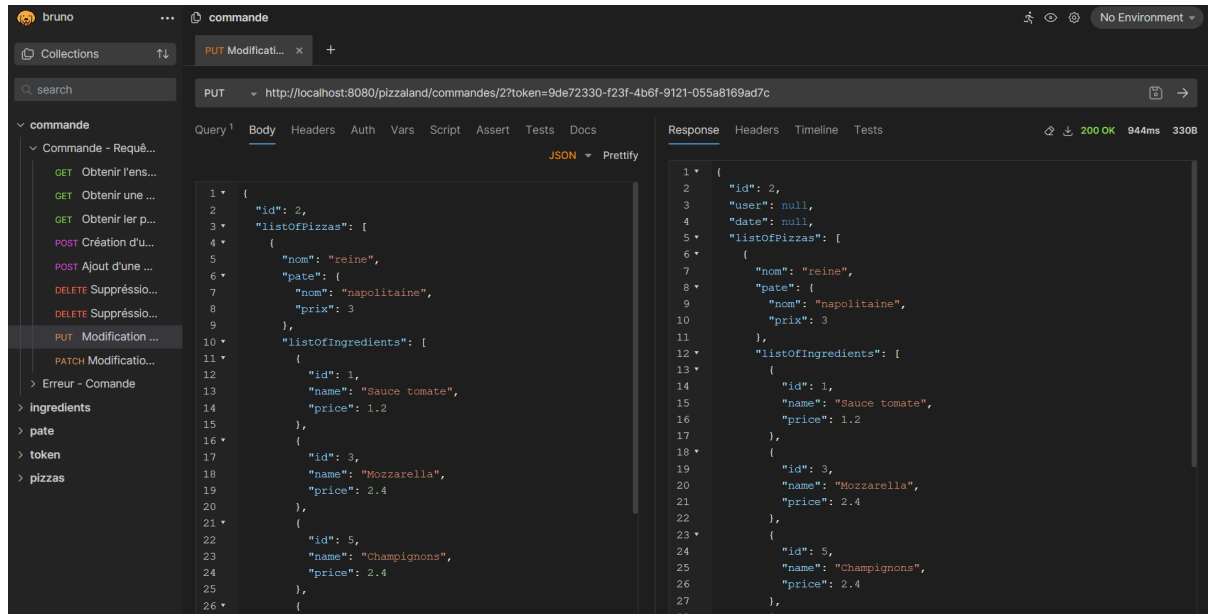 bruno ··· commande No Environment
Collections
PUT Modificati... × +
search
PUT http://localhost:8080/pizzaland/commandes/2?token=9de72330-f23f-4b6f-9121-055a8169ad7c
commande
Commande - Requê...
GET Obtenir l'ens...
GET Obtenir une ...
GET Obtenir ler p...
POST Création d'u...
POST Ajout d'une ...
DELETE Suppréssio...
DELETE Suppréssio...
PUT Modification ...
PATCH Modificatio...
Erreur - Comande
ingredients
pate
token
pizzas
Query 1 Body Headers Auth Vars Script Assert Tests Docs
JSON Prettify
1 {
2 "id": 2,
3 "listOfPizzas": [
4 {
5 "nom": "reine",
6 "pate": {
7 "nom": "napolitaine",
8 "prix": 3
9 },
10 "listOfIngredients": [
11 {
12 "id": 1,
13 "name": "Sauce tomate",
14 "price": 1.2
15 },
16 {
17 "id": 3,
18 "name": "Mozzarella",
19 "price": 2.4
20 },
21 {
22 "id": 5,
23 "name": "Champignons",
24 "price": 2.4
25 },
26 {
Response Headers Timeline Tests 200 OK 944ms 330B
1 {
2 "id": 2,
3 "user": null,
4 "date": null,
5 "listOfPizzas": [
6 {
7 "nom": "reine",
8 "pate": {
9 "nom": "napolitaine",
10 "prix": 3
11 },
12 "listOfIngredients": [
13 {
14 "id": 1,
15 "name": "Sauce tomate",
16 "price": 1.2
17 },
18 {
19 "id": 3,
20 "name": "Mozzarella",
21 "price": 2.4
22 },
23 {
24 "id": 5,
25 "name": "Champignons",
26 "price": 2.4
27 },